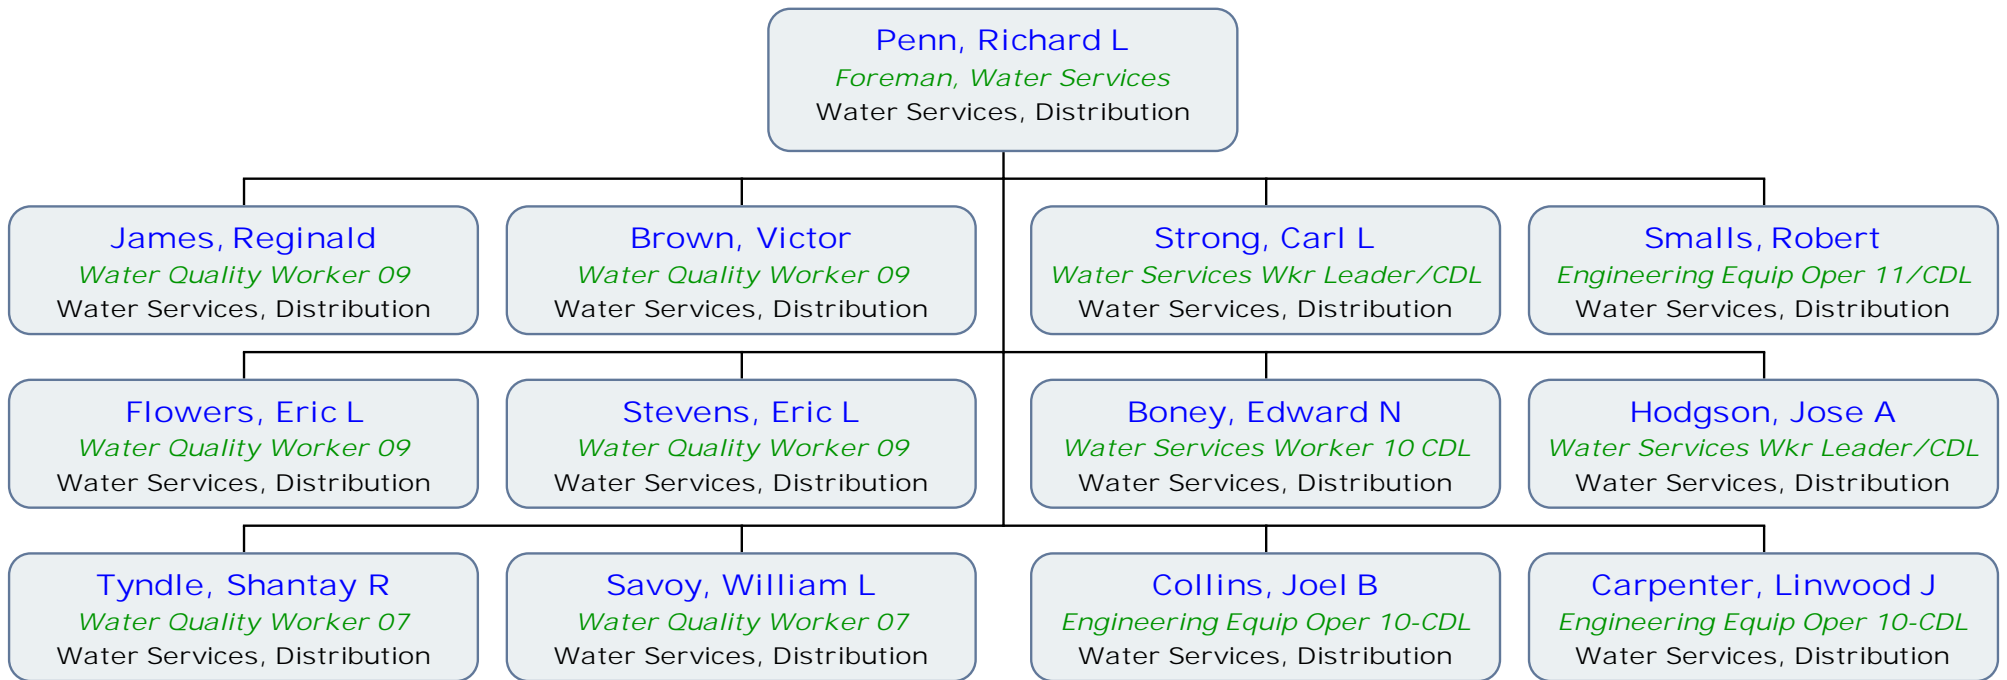 Penn, Richard L
Foreman, Water Services
Water Services, Distribution
James, Reginald
Water Quality Worker 09
Water Services, Distribution
Brown, Victor
Water Quality Worker 09
Water Services, Distribution
Strong, Carl L
Water Services Wkr Leader/CDL
Water Services, Distribution
Smalls, Robert
Engineering Equip Oper 11/CDL
Water Services, Distribution
Flowers, Eric L
Water Quality Worker 09
Water Services, Distribution
Stevens, Eric L
Water Quality Worker 09
Water Services, Distribution
Boney, Edward N
Water Services Worker 10 CDL
Water Services, Distribution
Hodgson, Jose A
Water Services Wkr Leader/CDL
Water Services, Distribution
Tyndle, Shantay R
Water Quality Worker 07
Water Services, Distribution
Savoy, William L
Water Quality Worker 07
Water Services, Distribution
Collins, Joel B
Engineering Equip Oper 10-CDL
Water Services, Distribution
Carpenter, Linwood J
Engineering Equip Oper 10-CDL
Water Services, Distribution